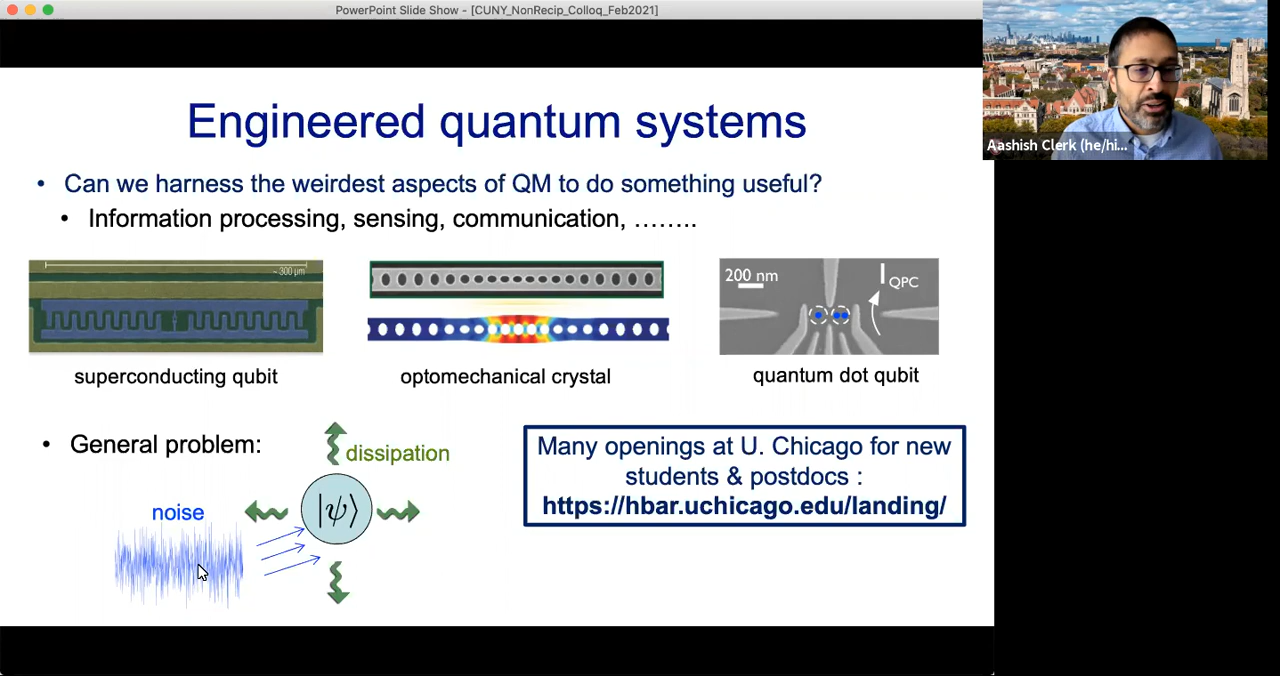 PowerPoint Slide Show - [CUNY_NonRecip_Colloq_Feb2021]
Aashish Clerk (he/hi...
Engineered quantum systems
• Can we harness the weirdest aspects of QM to do something useful?
• Information processing, sensing, communication, ……..
~ 300 µm
200 nm
I QPC
superconducting qubit
optomechanical crystal
quantum dot qubit
• General problem:
dissipation
noise
|ψ⟩
Many openings at U. Chicago for new
students & postdocs :
https://hbar.uchicago.edu/landing/